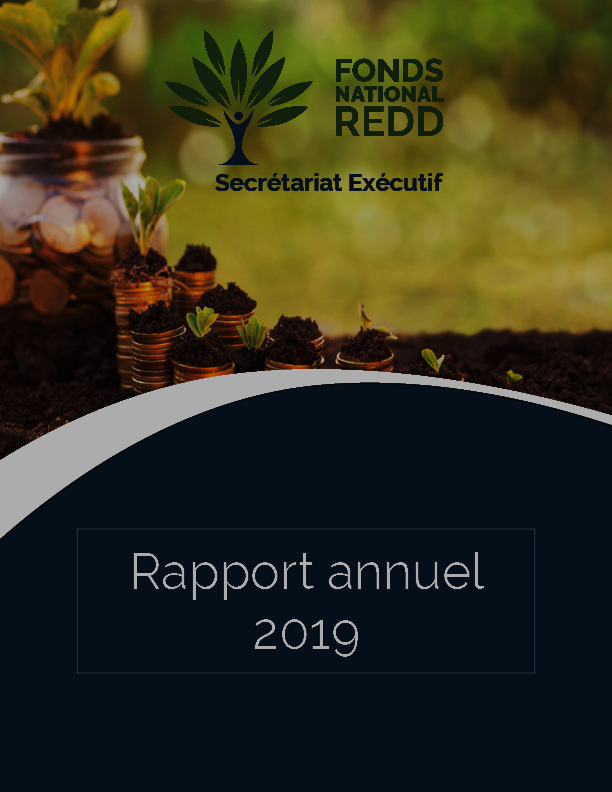 FONDS
NATIONAL
REDD
Secrétariat Exécutif
Rapport annuel
2019